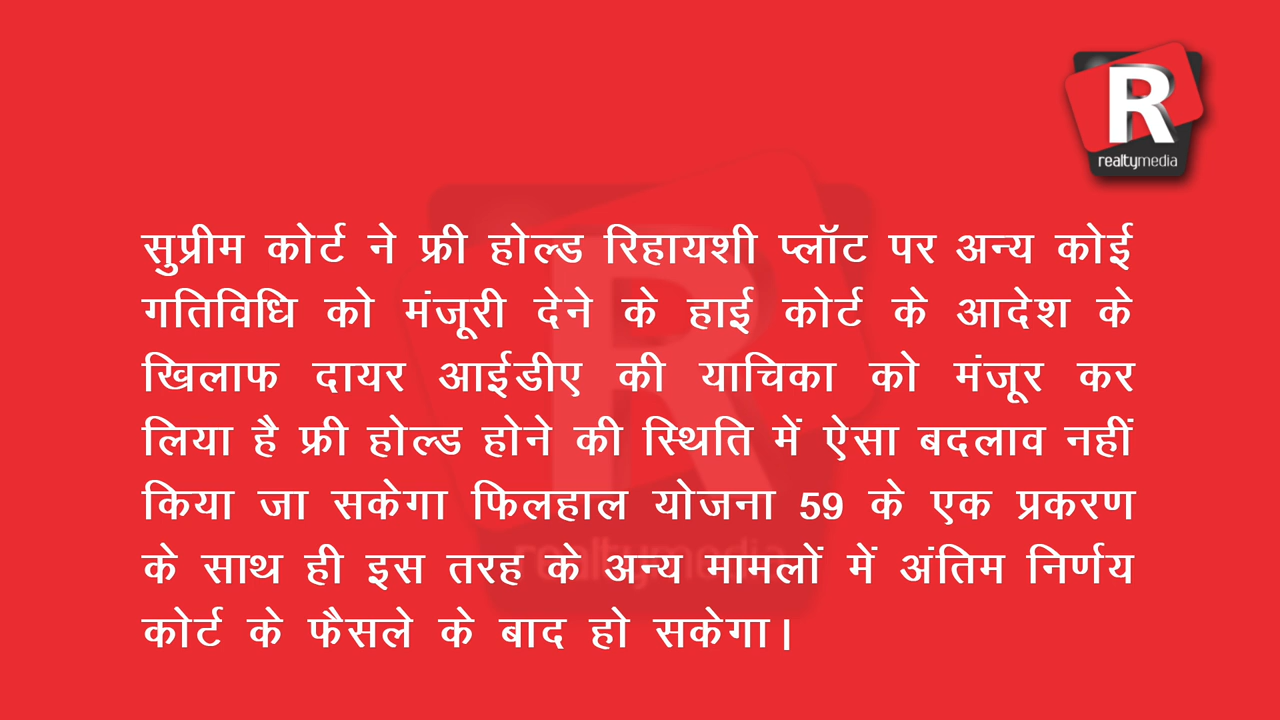 R
realtymedia
सुप्रीम कोर्ट ने फ्री होल्ड रिहायशी प्लॉट पर अन्य कोई
गतिविधि को मंजूरी देने के हाई कोर्ट के आदेश के
खिलाफ दायर आईडीए की याचिका को मंजूर कर
लिया है फ्री होल्ड होने की स्थिति में ऐसा बदलाव नहीं
किया जा सकेगा फिलहाल योजना 59 के एक प्रकरण
के साथ ही इस तरह के अन्य मामलों में अंतिम निर्णय
कोर्ट के फैसले के बाद हो सकेगा।
R
realtymedia